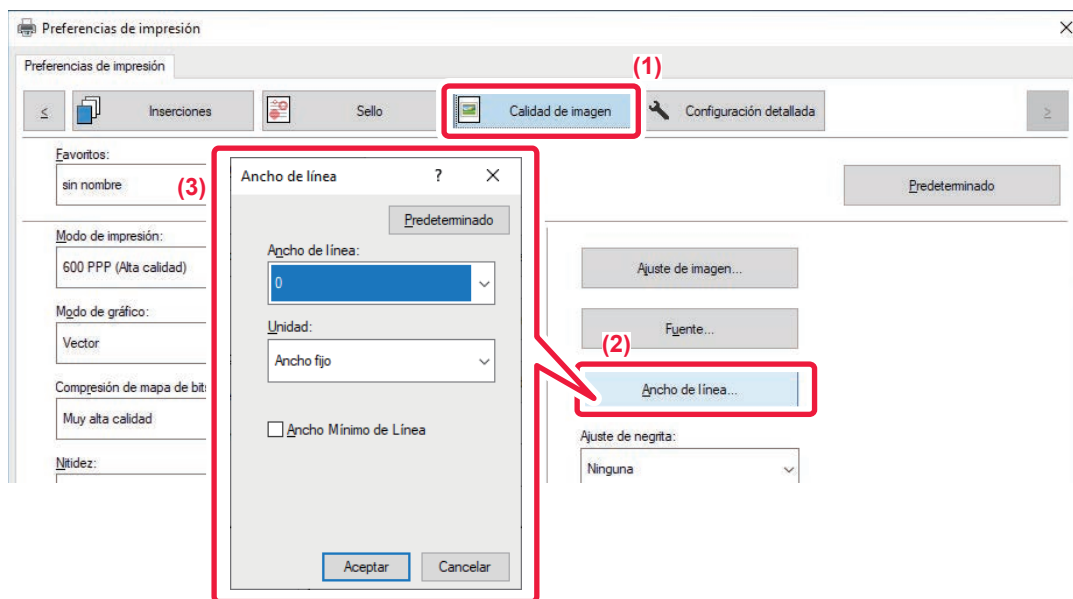 Preferencias de impresión
Preferencias de impresión
(1)
< Inserciones Sello Calidad de imagen Configuración detallada >
Favoritos:
sin nombre
Predeterminado
Modo de impresión:
600 PPP (Alta calidad)
Modo de gráfico:
Vector
Compresión de mapa de bits
Muy alta calidad
Nitidez:
(3)
Ancho de línea ?
Predeterminado
Ancho de línea:
0
Unidad:
Ancho fijo
Ancho Mínimo de Línea
Aceptar Cancelar
Ajuste de imagen...
Fuente...
(2)
Ancho de línea...
Ajuste de negrita:
Ninguna